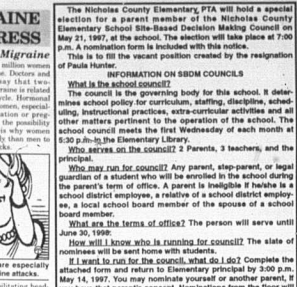 AINE
RESS
Migraine
million women
e. Doctors and
say that two-
raine is related
cle. Hormonal
omen, especial-
ation or preg-
the possibility
is why women
ly than men to
cks.
are especially
ine attacks.
The Nicholas County Elementary PTA will hold a special
election for a parent member of the Nicholas County
Elementary School Site-Based Decision Making Council on
May 21, 1997, at the school. The election will take place at 7:00
p.m. A nomination form is included with this notice.
This is to fill the vacant position created by the resignation
of Paula Hunter.
INFORMATION ON SBDM COUNCILS
What is the school council?
The council is the governing body for this school. It deter-
mines school policy for curriculum, staffing, discipline, sched-
uling, instructional practices, extra-curricular activities and all
other matters pertinent to the operation of the school. The
school council meets the first Wednesday of each month at
5:30 p.m. in the Elementary Library.
Who serves on the council? 2 Parents, 3 teachers, and the
principal.
Who may run for council? Any parent, step-parent, or legal
guardian of a student who will be enrolled in the school during
the parent's term of office. A parent is ineligible if he/she is a
school district employee, a relative of a school district employ-
ee, a local school board member of the spouse of a school
board member.
What are the terms of office? The person will serve until
June 30, 1998.
How will I know who is running for council? The slate of
nominees will be sent home with students.
If I want to run for the council, what do I do? Complete the
attached form and return to Elementary principal by 3:00 p.m.
May 14, 1997. You may nominate yourself or another parent, if